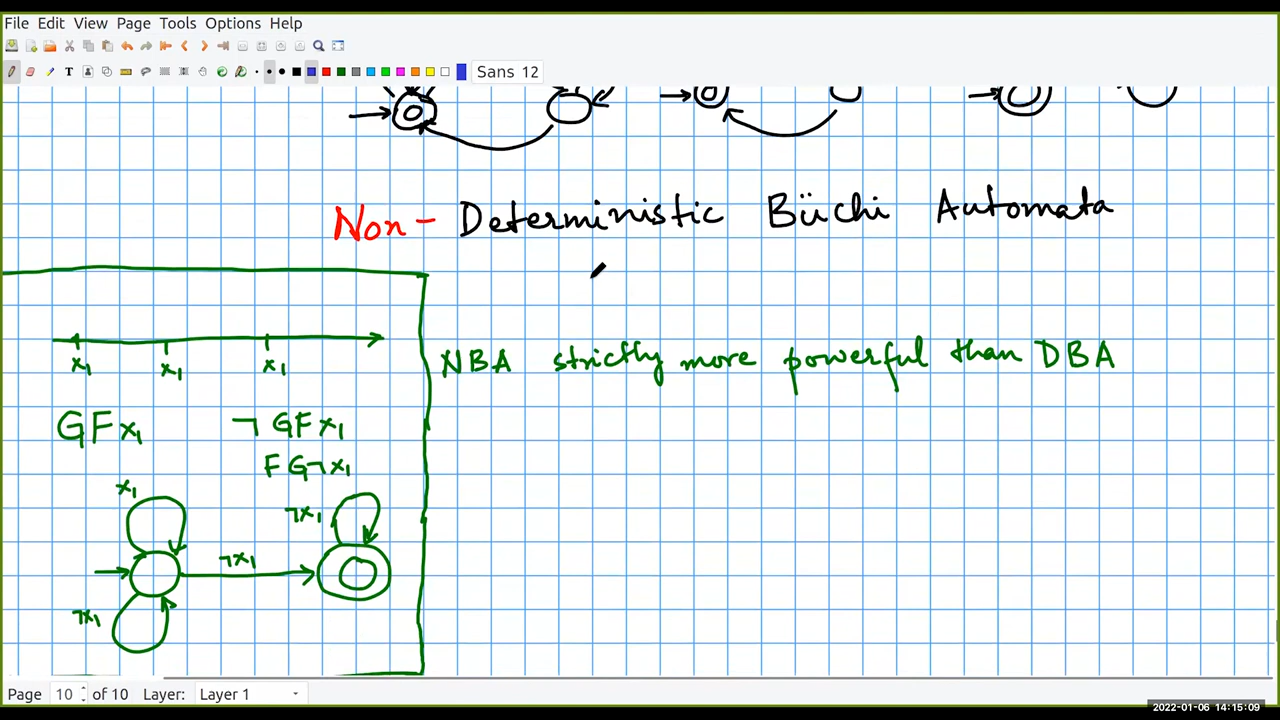 File Edit View Page Tools Options Help
T Sans 12
Non- Deterministic Büchi Automata
x₁ x₁ x₁
NBA strictly more powerful than DBA
GFx₁ ¬GFx₁
FG¬x₁
x₁
¬x₁
¬x₁
¬x₁
Page 10 of 10 Layer: Layer 1
2022-01-06 14:15:09